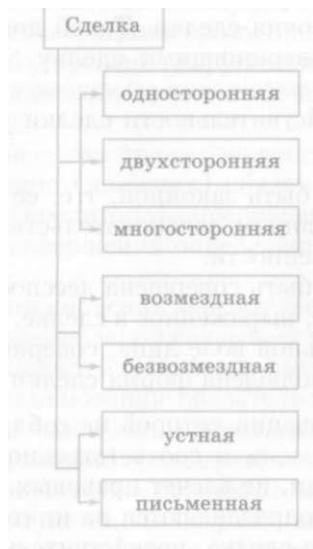 Сделка
односторонняя
двухсторонняя
многосторонняя
возмездная
безвозмездная
устная
письменная